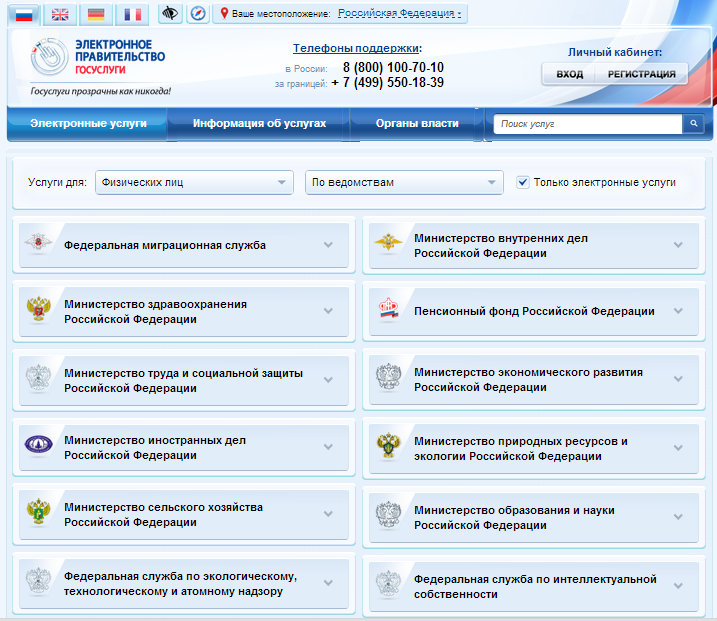 Ваше местоположение: Российская Федерация
ЭЛЕКТРОННОЕ
ПРАВИТЕЛЬСТВО
ГОСУСЛУГИ
Госуслуги прозрачны как никогда!
Телефоны поддержки:
в России: 8 (800) 100-70-10
за границей: + 7 (499) 550-18-39
Личный кабинет:
ВХОД РЕГИСТРАЦИЯ
Электронные услуги Информация об услугах Органы власти Поиск услуг
Услуги для: Физических лиц По ведомствам Только электронные услуги
Федеральная миграционная служба
Министерство внутренних дел
Российской Федерации
Министерство здравоохранения
Российской Федерации
Пенсионный фонд Российской Федерации
Министерство труда и социальной защиты
Российской Федерации
Министерство экономического развития
Российской Федерации
Министерство иностранных дел
Российской Федерации
Министерство природных ресурсов и
экологии Российской Федерации
Министерство сельского хозяйства
Российской Федерации
Министерство образования и науки
Российской Федерации
Федеральная служба по экологическому,
технологическому и атомному надзору
Федеральная служба по интеллектуальной
собственности